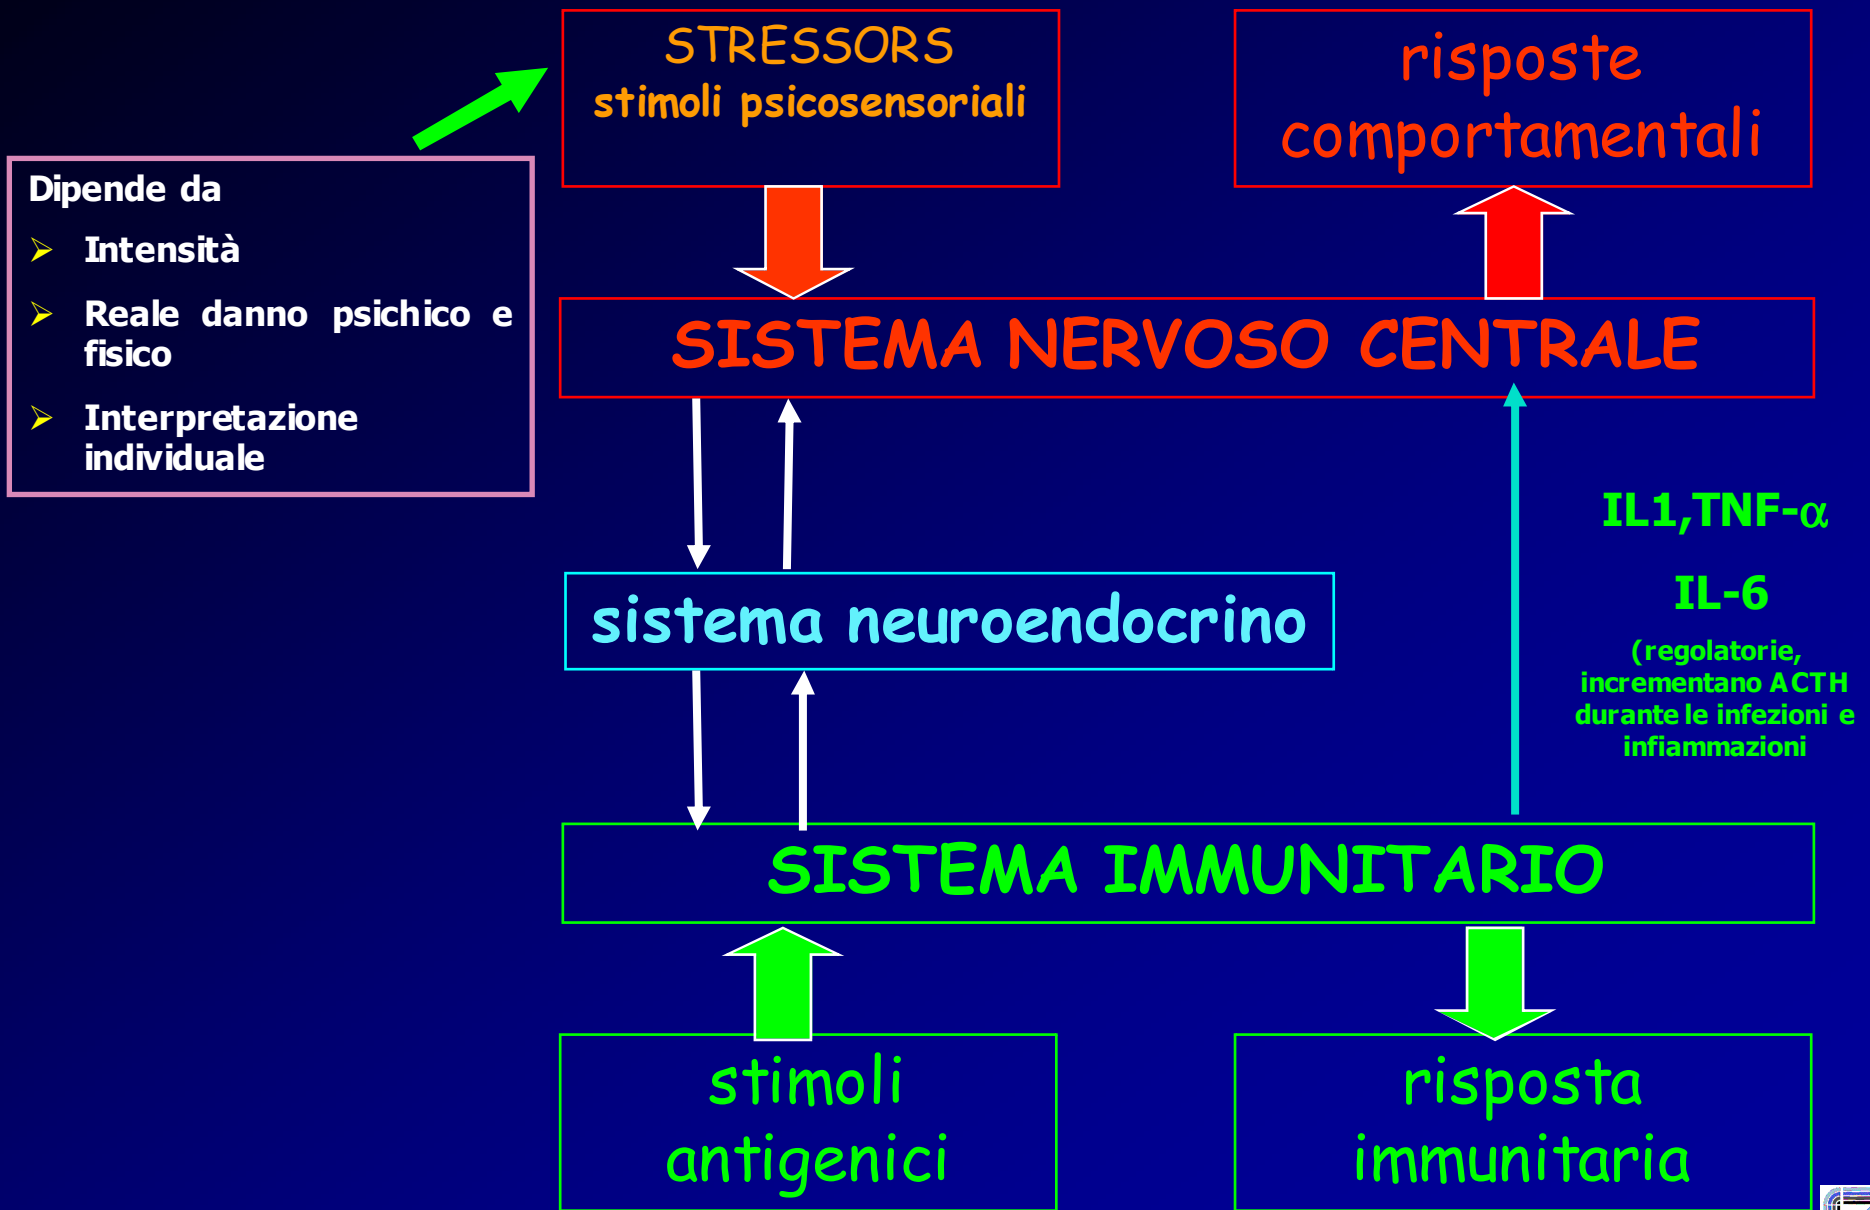 STRESSORS
stimoli psicosensoriali
risposte
comportamentali
Dipende da
Intensità
Reale danno psichico e
fisico
Interpretazione
individuale
SISTEMA NERVOSO CENTRALE
IL1,TNF-α
IL-6
(regolatorie,
incrementano ACTH
durante le infezioni e
infiammazioni
sistema neuroendocrino
SISTEMA IMMUNITARIO
stimoli
antigenici
risposta
immunitaria